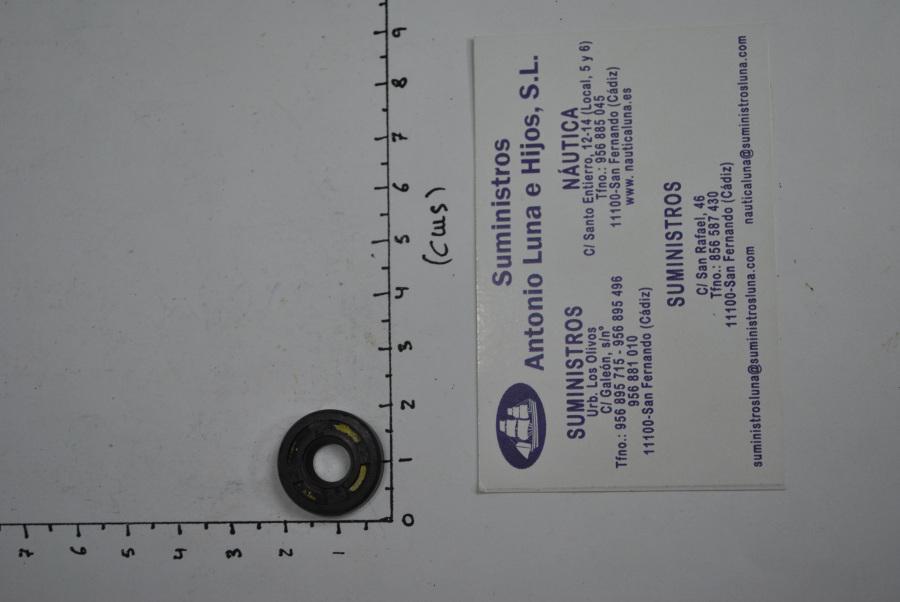 Suministros
Antonio Luna e Hijos, S.L.
SUMINISTROS
Urb. Los Olivos
C/ Galeón, s/nº
Tfno.: 956 895 715 - 956 895 496
956 881 010
11100-San Fernando (Cádiz)
NÁUTICA
C/ Santo Entierro, 12-14 (Local, 5 y 6)
Tfno.: 956 885 045
11100-San Fernando (Cádiz)
www. nauticaluna.es
SUMINISTROS
C/ San Rafael, 46
Tfno.: 856 587 430
11100-San Fernando (Cádiz)
suministrosluna@suministrosluna.com nauticaluna@suministrosluna.com
(cms)
0 1 2 3 4 5 6 7 8 9
1 2 3 4 5 6 7